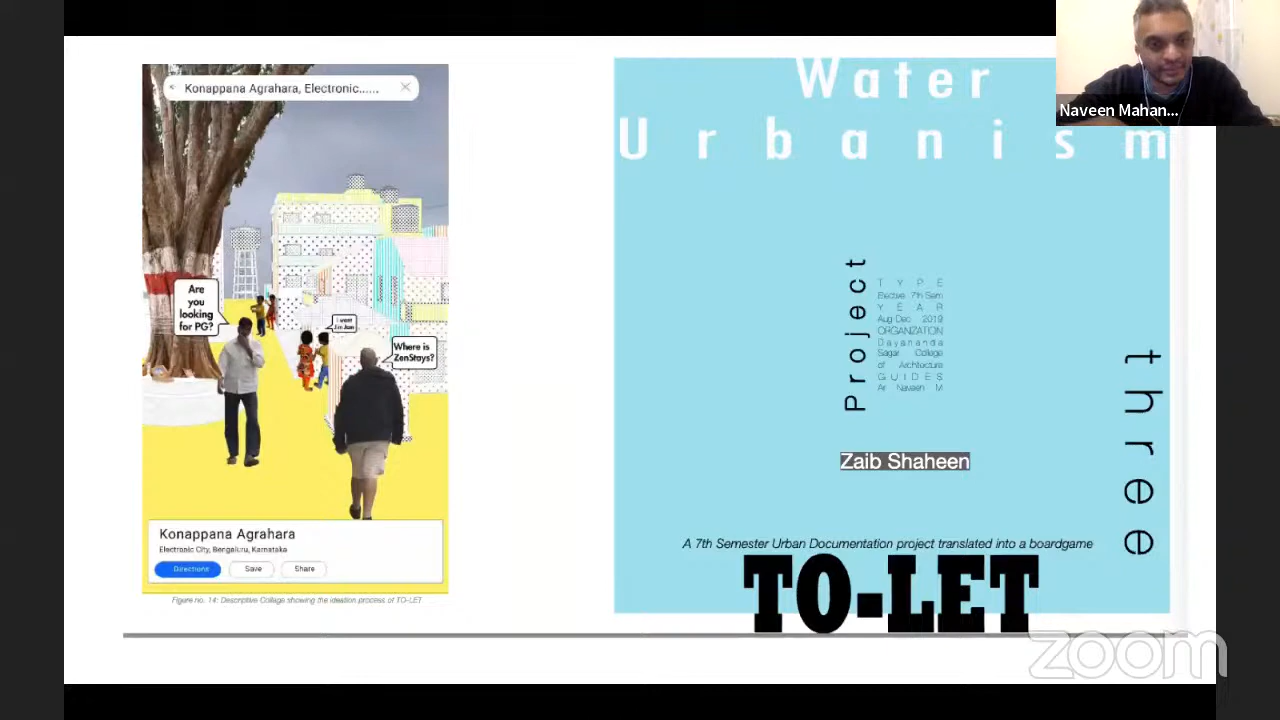 Konappana Agrahara, Electronic......
Are
you
looking
for PG?
I want
Where is
ZenStays?
Konappana Agrahara
Electronic City, Bengaluru, Karnataka
Directions
Save
Share
Figure no. 14: Descriptive Collage showing the ideation process of TO-LET
Water
Urbanism
Project
TYPE
Elective 7th Sem
YEAR
Aug-Dec 2019
ORGANIZATION
Dayananda
Sagar College
of Architecture
GUIDES
Ar Naveen M
three
Zaib Shaheen
A 7th Semester Urban Documentation project translated into a boardgame
TO-LET
Naveen Mahan...
zoom